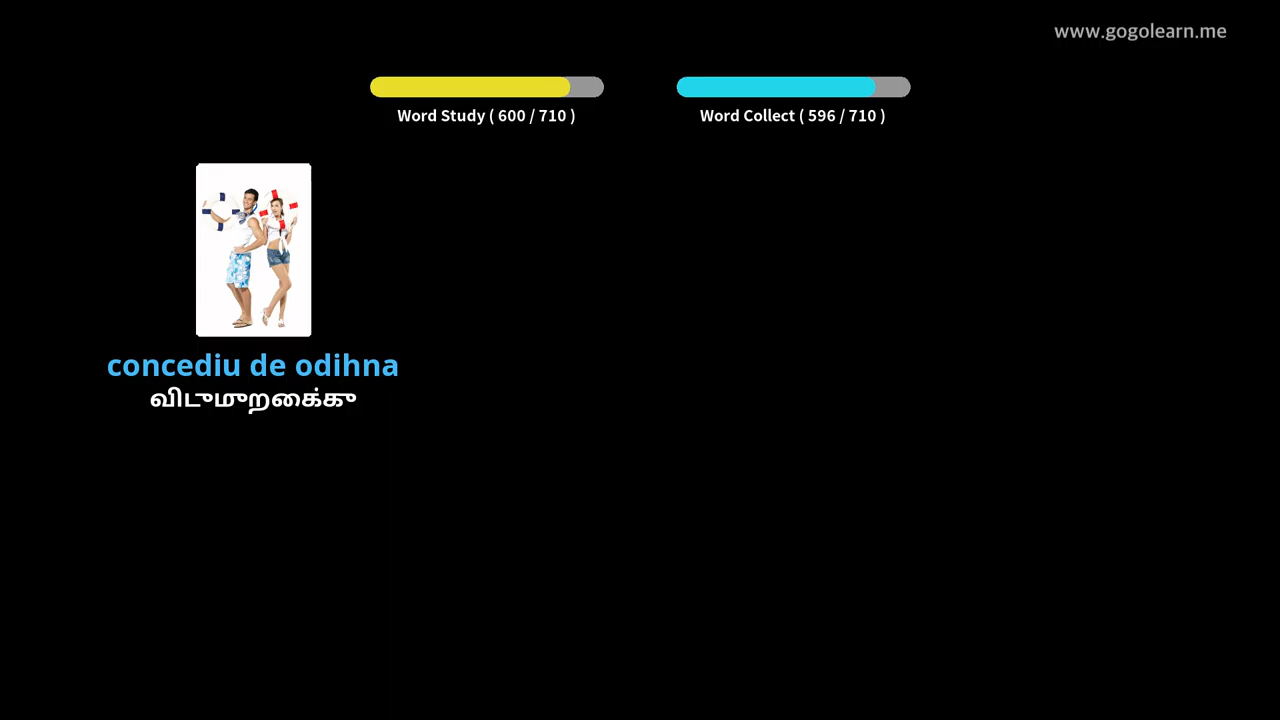 www.gogolearn.me
Word Study ( 600 / 710 )
Word Collect ( 596 / 710 )
concediu de odihna
விடுமுறைக்கு